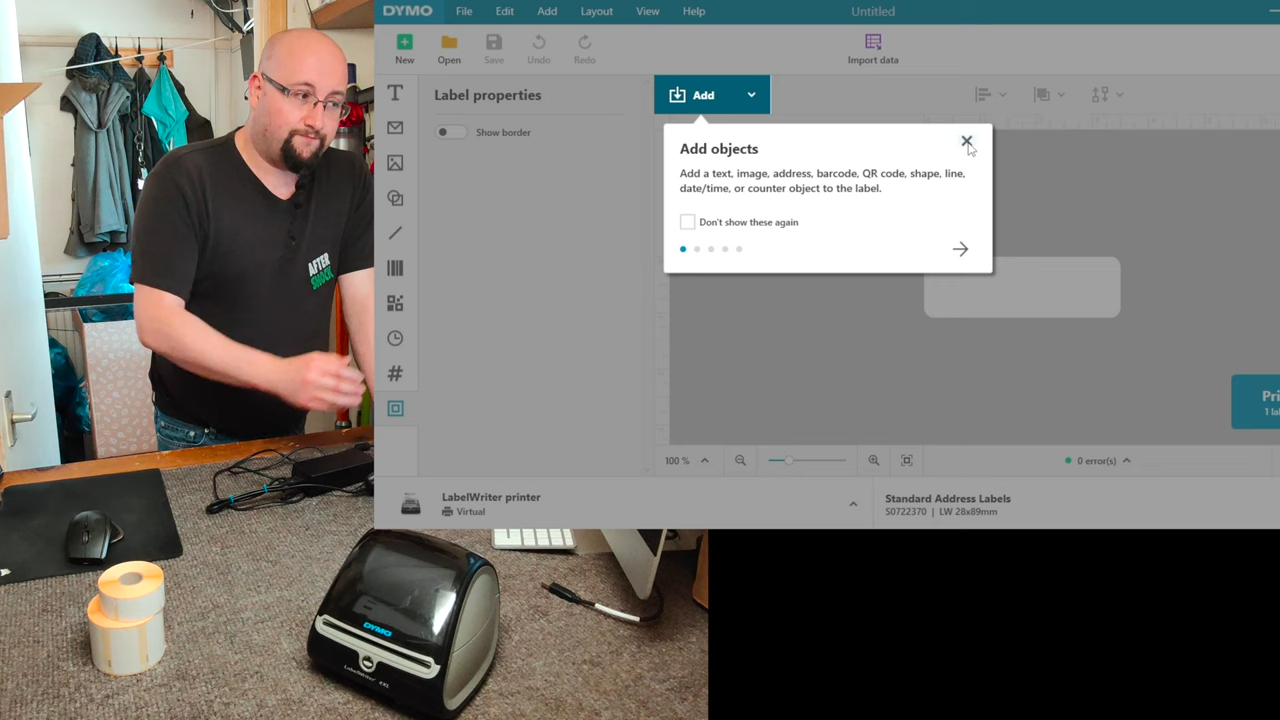 DYMO File Edit Add Layout View Help Untitled
New Open Save Undo Redo Import data
Label properties
Show border
Add
Add objects
Add a text, image, address, barcode, QR code, shape, line,
date/time, or counter object to the label.
Don't show these again
100 % 0 error(s)
LabelWriter printer
Virtual
Standard Address Labels
S0722370 | LW 28x89mm
AFTER
SHOCK
DYMO
LabelWriter 4XL